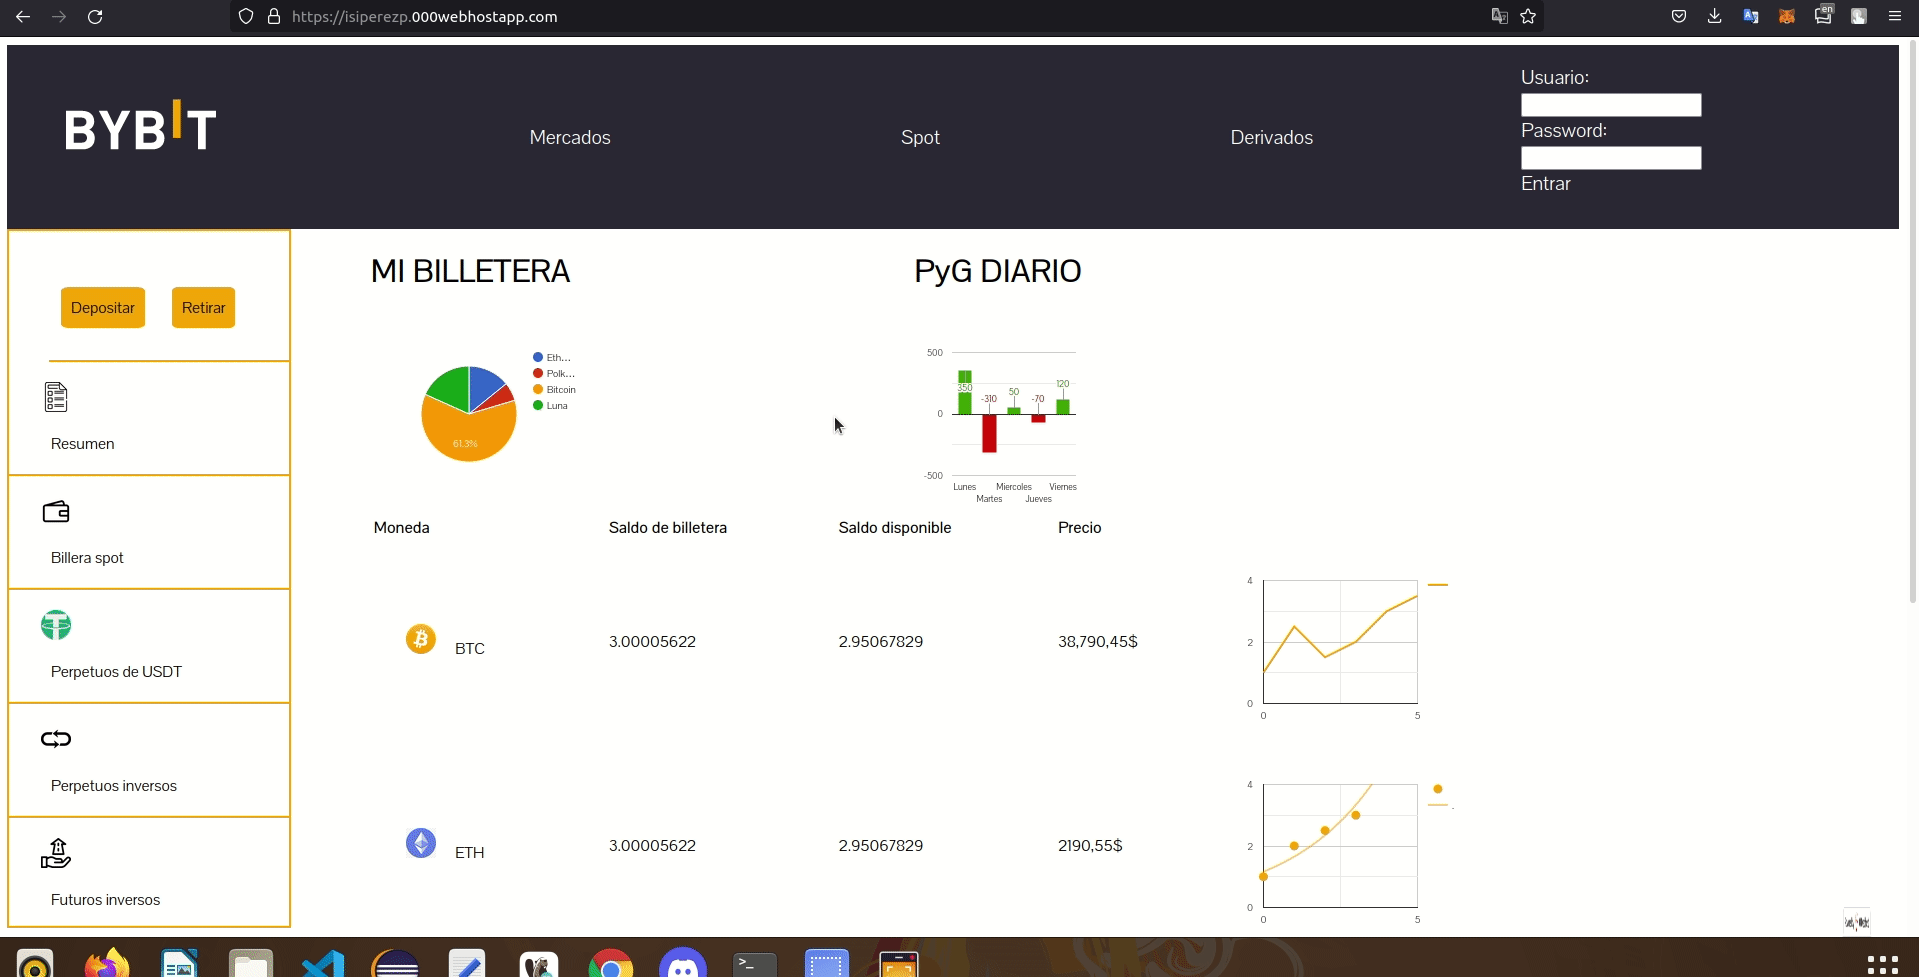 https://isiperezp.000webhostapp.com
en
BYBIT
Mercados
Spot
Derivados
Usuario:
Password:
Entrar
Depositar
Retirar
Resumen
Billera spot
Perpetuos de USDT
Perpetuos inversos
Futuros inversos
MI BILLETERA
PyG DIARIO
Eth...
Polk...
Bitcoin
Luna
61.3%
500
0
-500
350
-310
50
-70
120
Lunes
Martes
Miercoles
Jueves
Viernes
Moneda
Saldo de billetera
Saldo disponible
Precio
BTC
3.00005622
2.95067829
38,790,45$
4
2
0
0
5
ETH
3.00005622
2.95067829
2190,55$
4
2
0
0
5